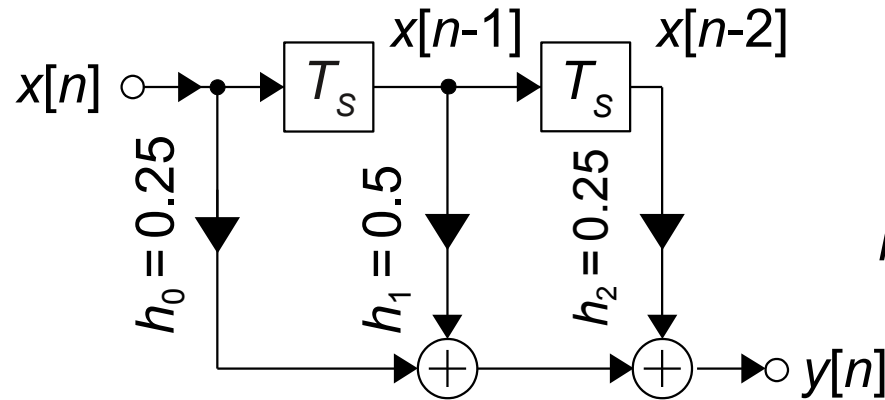 x[n-1] x[n-2]
x[n] T_s T_s
h_0 = 0.25
h_1 = 0.5
h_2 = 0.25
y[n]